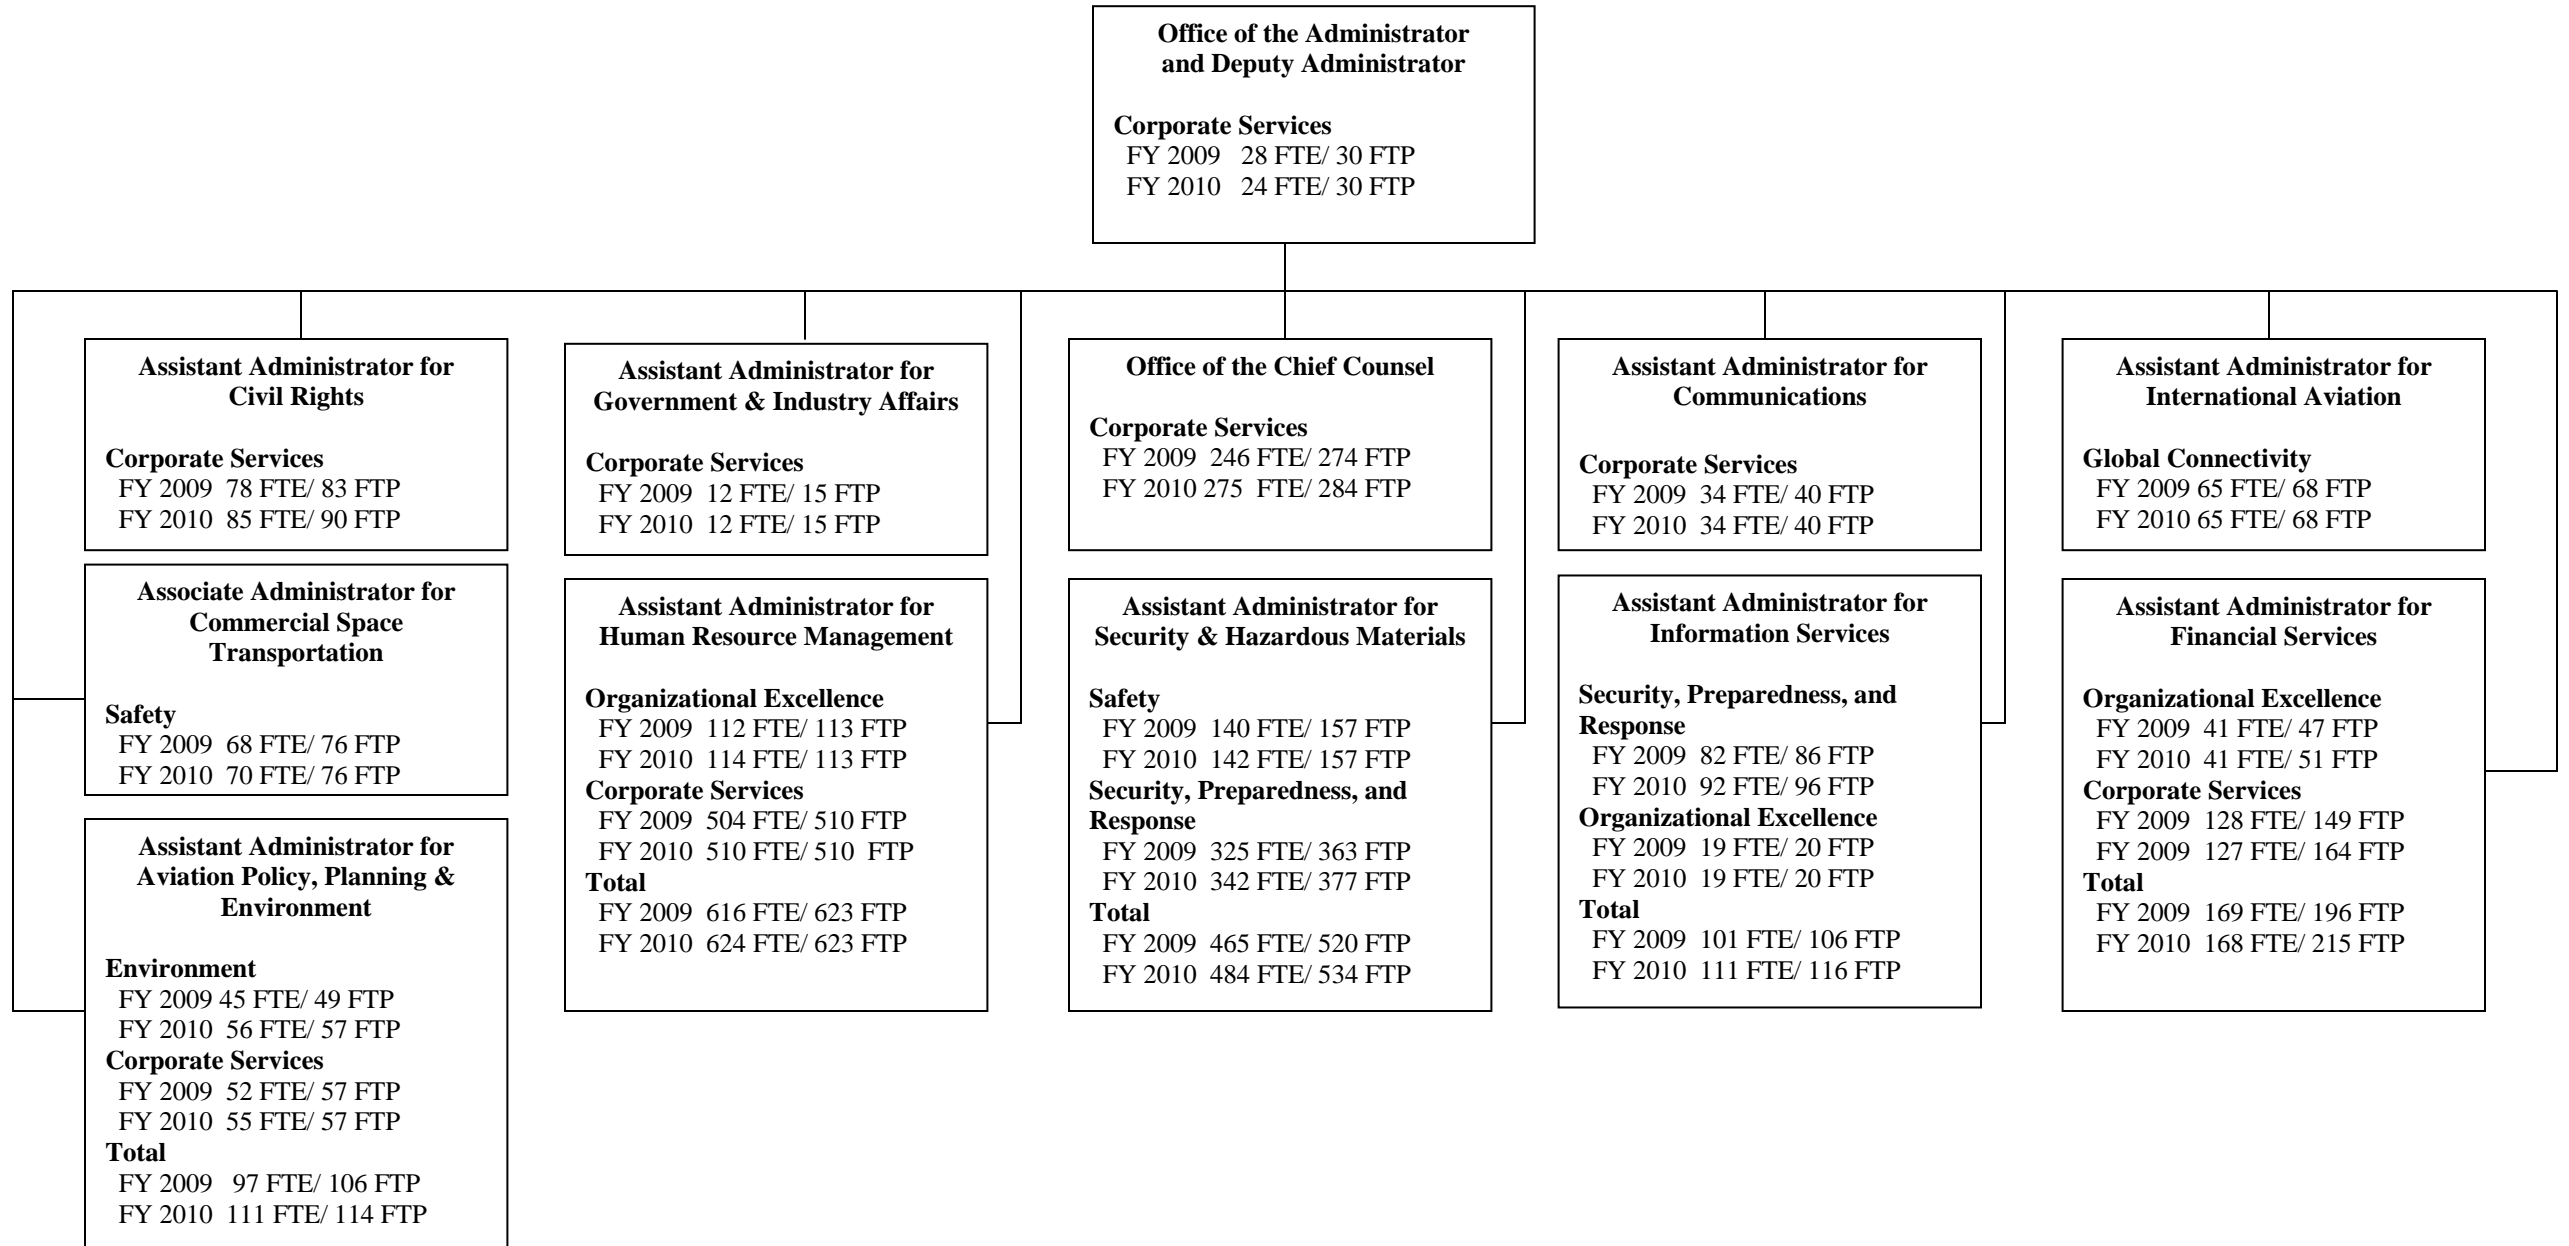 Office of the Administrator
and Deputy Administrator
Corporate Services
FY 2009 28 FTE/ 30 FTP
FY 2010 24 FTE/ 30 FTP
Assistant Administrator for
Civil Rights
Corporate Services
FY 2009 78 FTE/ 83 FTP
FY 2010 85 FTE/ 90 FTP
Assistant Administrator for
Government & Industry Affairs
Corporate Services
FY 2009 12 FTE/ 15 FTP
FY 2010 12 FTE/ 15 FTP
Office of the Chief Counsel
Corporate Services
FY 2009 246 FTE/ 274 FTP
FY 2010 275 FTE/ 284 FTP
Assistant Administrator for
Communications
Corporate Services
FY 2009 34 FTE/ 40 FTP
FY 2010 34 FTE/ 40 FTP
Assistant Administrator for
International Aviation
Global Connectivity
FY 2009 65 FTE/ 68 FTP
FY 2010 65 FTE/ 68 FTP
Associate Administrator for
Commercial Space
Transportation
Safety
FY 2009 68 FTE/ 76 FTP
FY 2010 70 FTE/ 76 FTP
Assistant Administrator for
Human Resource Management
Organizational Excellence
FY 2009 112 FTE/ 113 FTP
FY 2010 114 FTE/ 113 FTP
Corporate Services
FY 2009 504 FTE/ 510 FTP
FY 2010 510 FTE/ 510 FTP
Total
FY 2009 616 FTE/ 623 FTP
FY 2010 624 FTE/ 623 FTP
Assistant Administrator for
Security & Hazardous Materials
Safety
FY 2009 140 FTE/ 157 FTP
FY 2010 142 FTE/ 157 FTP
Security, Preparedness, and
Response
FY 2009 325 FTE/ 363 FTP
FY 2010 342 FTE/ 377 FTP
Total
FY 2009 465 FTE/ 520 FTP
FY 2010 484 FTE/ 534 FTP
Assistant Administrator for
Information Services
Security, Preparedness, and
Response
FY 2009 82 FTE/ 86 FTP
FY 2010 92 FTE/ 96 FTP
Organizational Excellence
FY 2009 19 FTE/ 20 FTP
FY 2010 19 FTE/ 20 FTP
Total
FY 2009 101 FTE/ 106 FTP
FY 2010 111 FTE/ 116 FTP
Assistant Administrator for
Financial Services
Organizational Excellence
FY 2009 41 FTE/ 47 FTP
FY 2010 41 FTE/ 51 FTP
Corporate Services
FY 2009 128 FTE/ 149 FTP
FY 2009 127 FTE/ 164 FTP
Total
FY 2009 169 FTE/ 196 FTP
FY 2010 168 FTE/ 215 FTP
Assistant Administrator for
Aviation Policy, Planning &
Environment
Environment
FY 2009 45 FTE/ 49 FTP
FY 2010 56 FTE/ 57 FTP
Corporate Services
FY 2009 52 FTE/ 57 FTP
FY 2010 55 FTE/ 57 FTP
Total
FY 2009 97 FTE/ 106 FTP
FY 2010 111 FTE/ 114 FTP